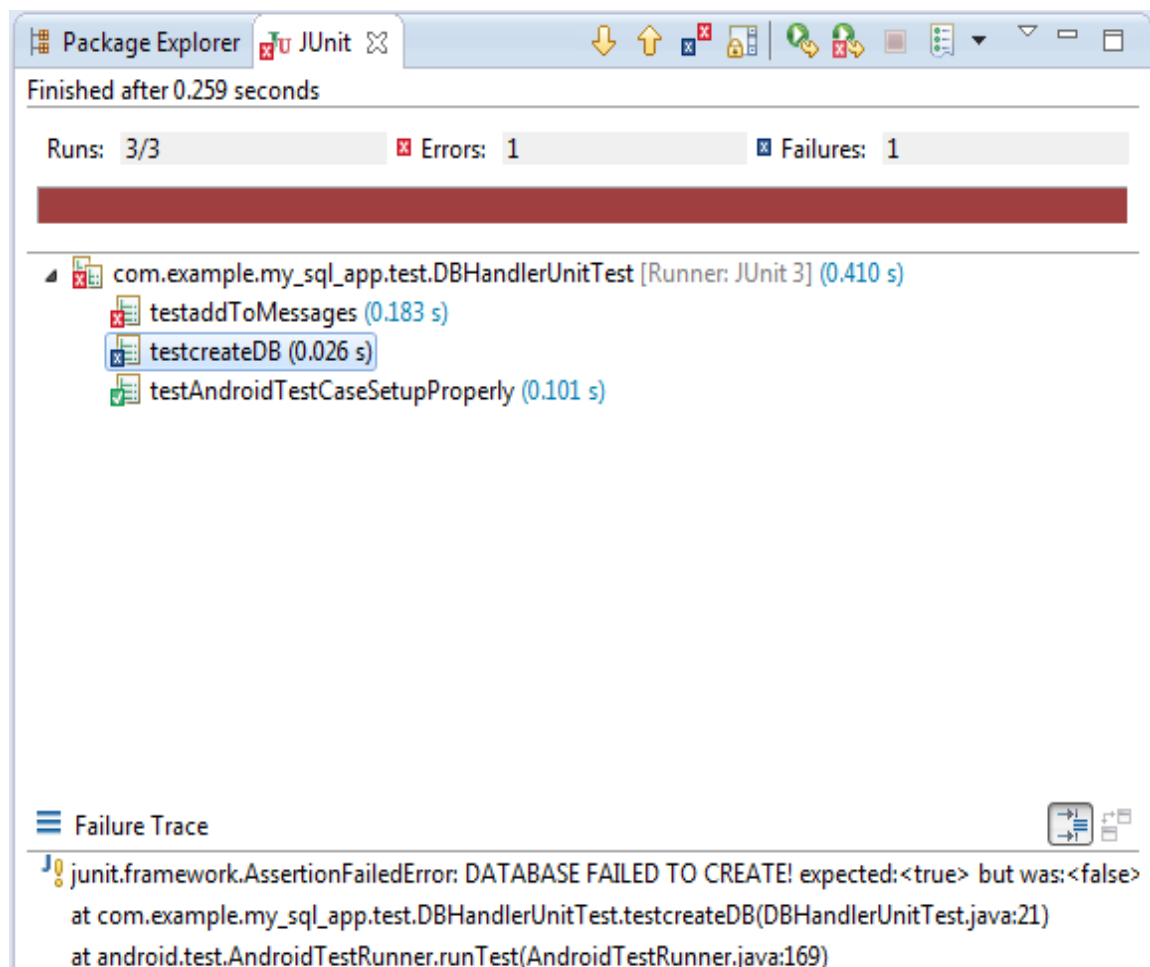 Package Explorer JUnit
Finished after 0.259 seconds
Runs: 3/3 Errors: 1 Failures: 1
com.example.my_sql_app.test.DBHandlerUnitTest [Runner: JUnit 3] (0.410 s)
testaddToMessages (0.183 s)
testcreateDB (0.026 s)
testAndroidTestCaseSetupProperly (0.101 s)
Failure Trace
junit.framework.AssertionFailedError: DATABASE FAILED TO CREATE! expected:<true> but was:<false>
at com.example.my_sql_app.test.DBHandlerUnitTest.testcreateDB(DBHandlerUnitTest.java:21)
at android.test.AndroidTestRunner.runTest(AndroidTestRunner.java:169)